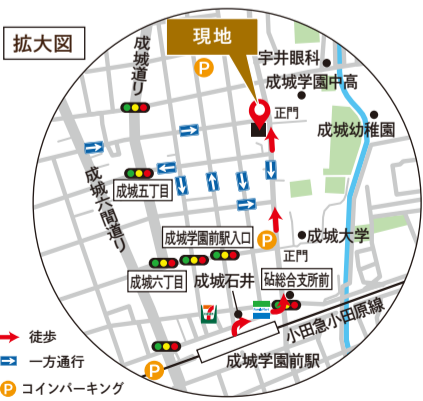 拡大図
現地
成城通り
P
宇井眼科
成城学園中高
正門
成城幼稚園
成城六間通り
成城五丁目
成城学園前駅入口
P
成城大学
正門
成城六丁目
成城石井
砧総合支所前
小田急小田原線
成城学園前駅
P
徒歩
一方通行
P コインパーキング